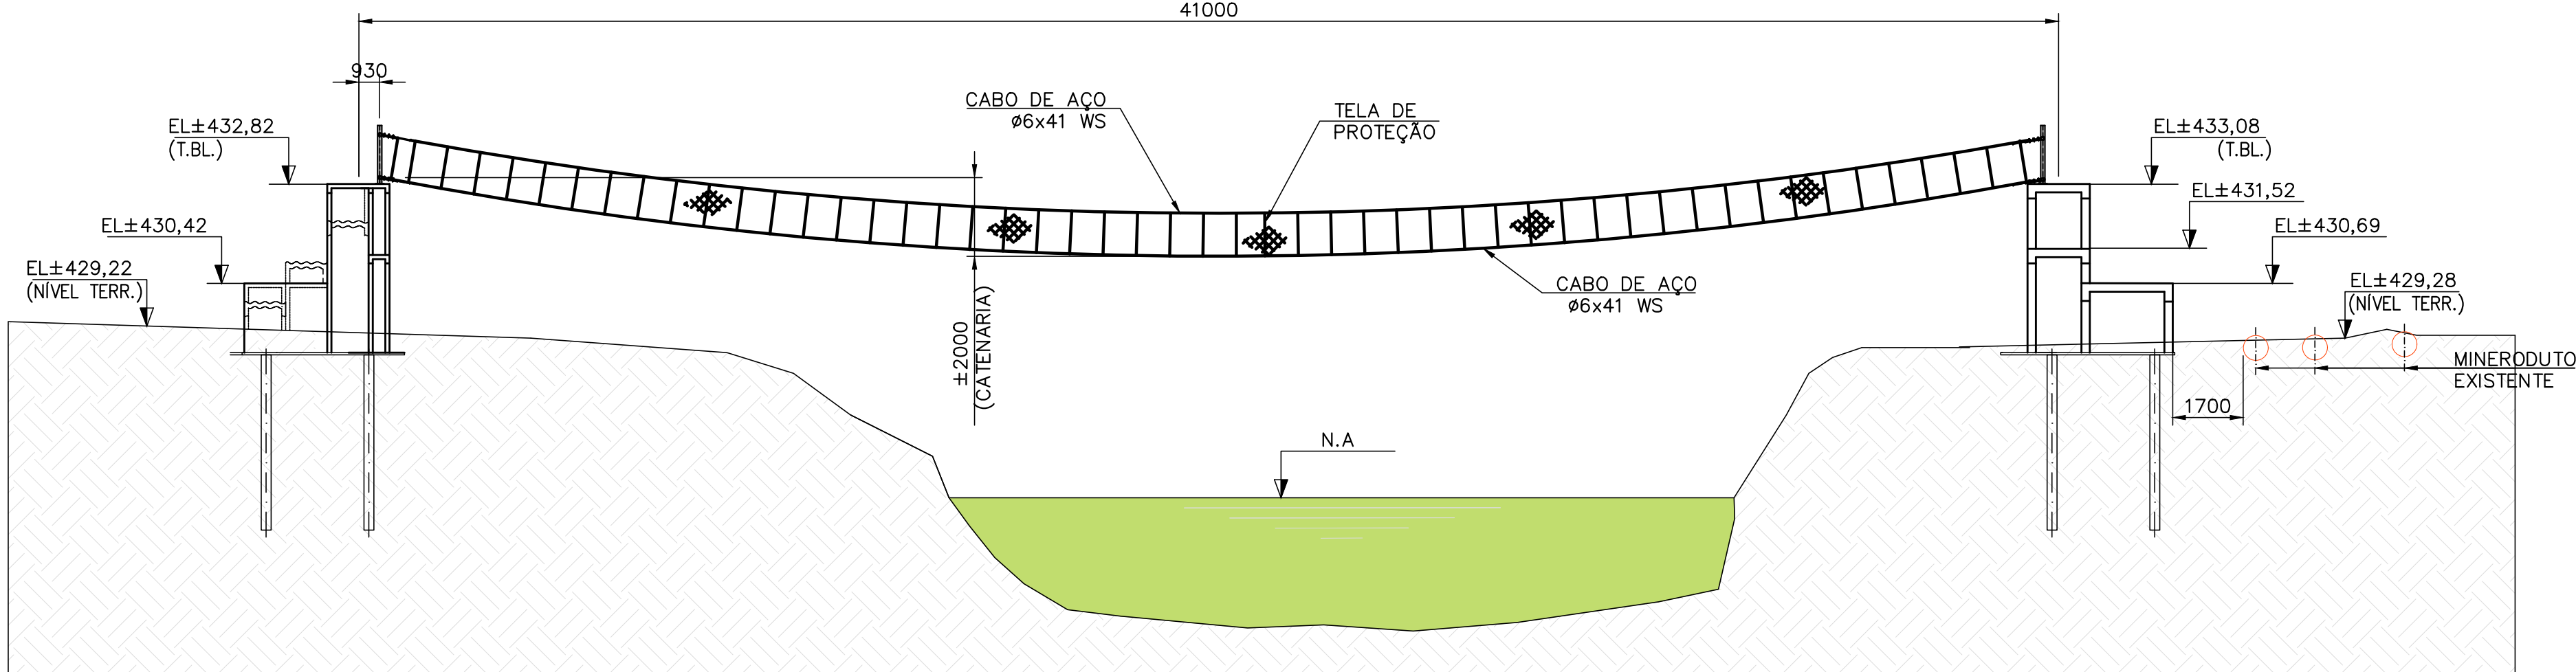 41000
930
CABO DE AÇO
ø6x41 WS
TELA DE
PROTEÇÃO
EL±432,82
(T.BL.)
EL±433,08
(T.BL.)
EL±431,52
EL±430,42
EL±430,69
EL±429,22
(NÍVEL TERR.)
EL±429,28
(NÍVEL TERR.)
CABO DE AÇO
ø6x41 WS
±2000
(CATENARIA)
MINERODUTO
EXISTENTE
1700
N.A